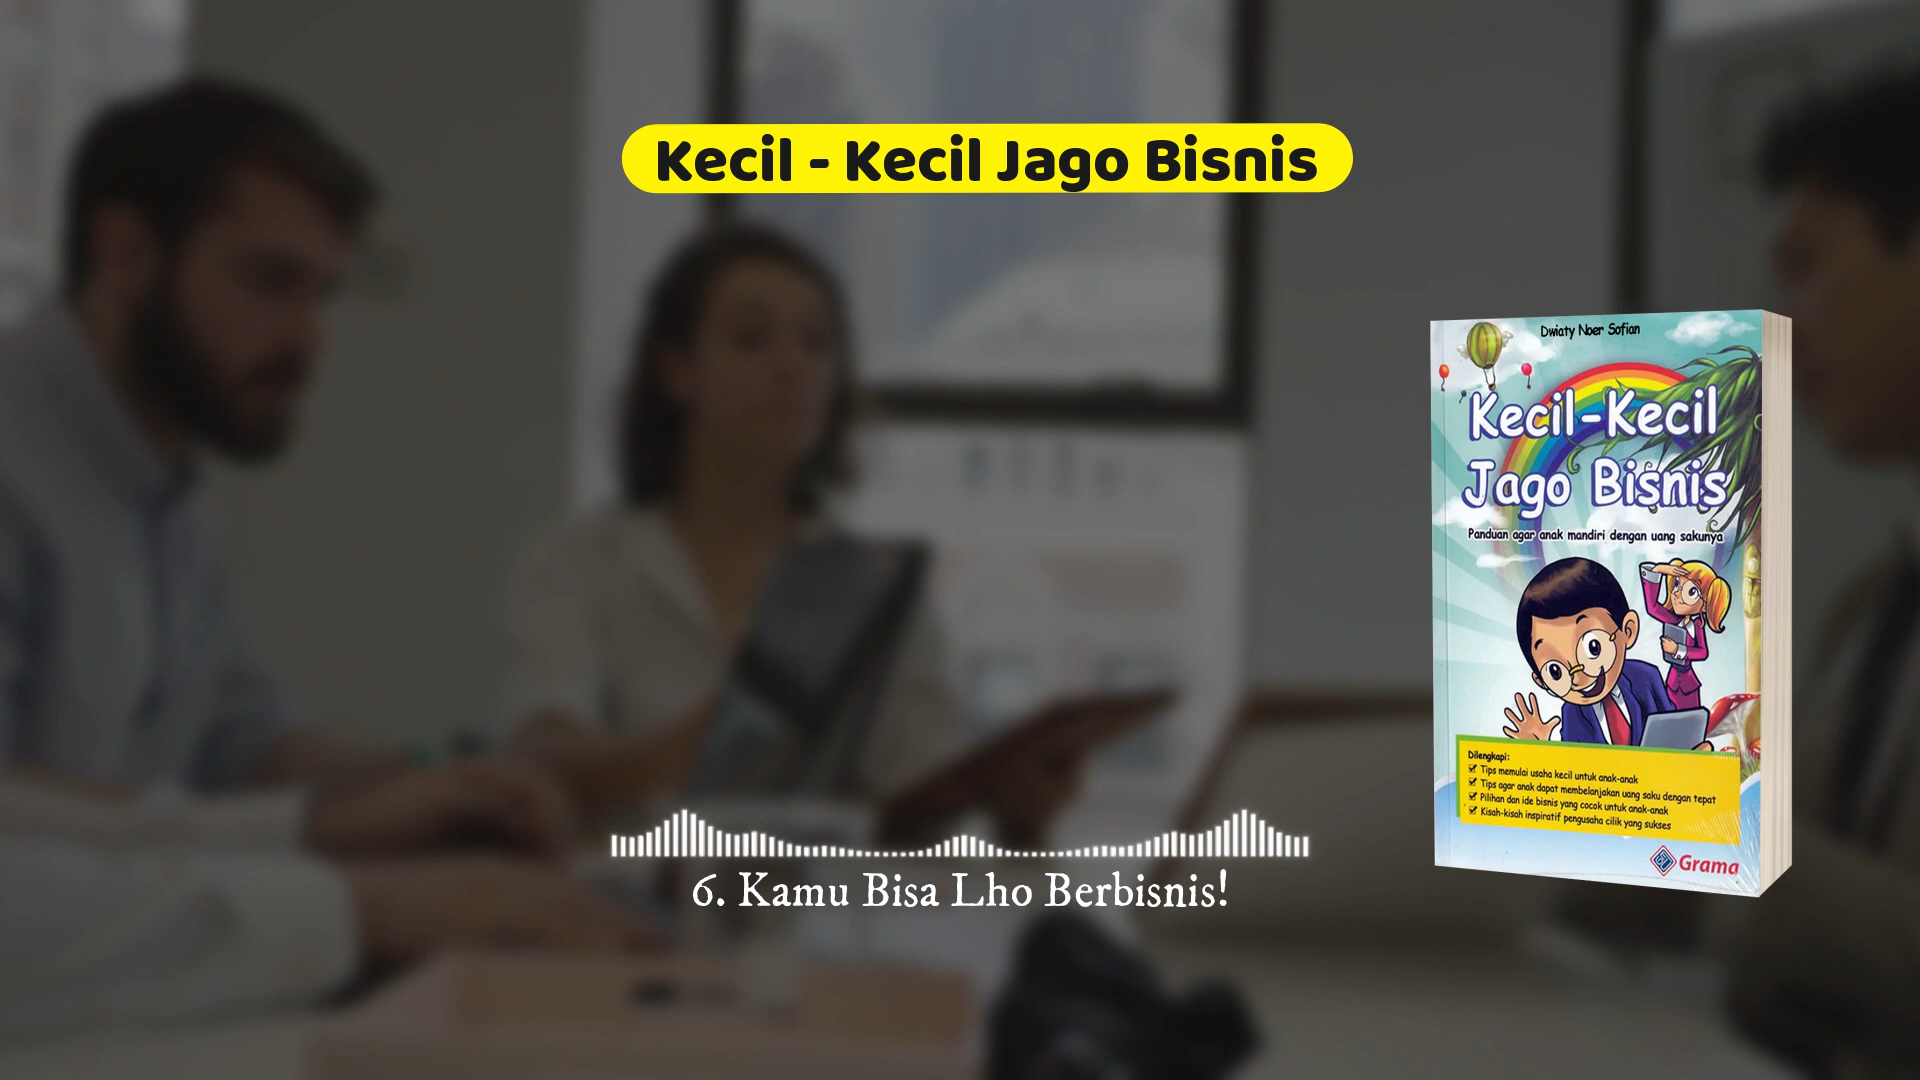 Kecil - Kecil Jago Bisnis
Dwiaty Noer Sofian
Kecil-Kecil
Jago Bisnis
Panduan agar anak mandiri dengan uang sakunya
Dilengkapi:
Tips memulai usaha kecil untuk anak-anak
Tips agar anak dapat membelanjakan uang saku dengan tepat
Pilihan dan ide bisnis yang cocok untuk anak-anak
Kisah-kisah inspiratif pengusaha cilik yang sukses
Grama
6. Kamu Bisa Lho Berbisnis!